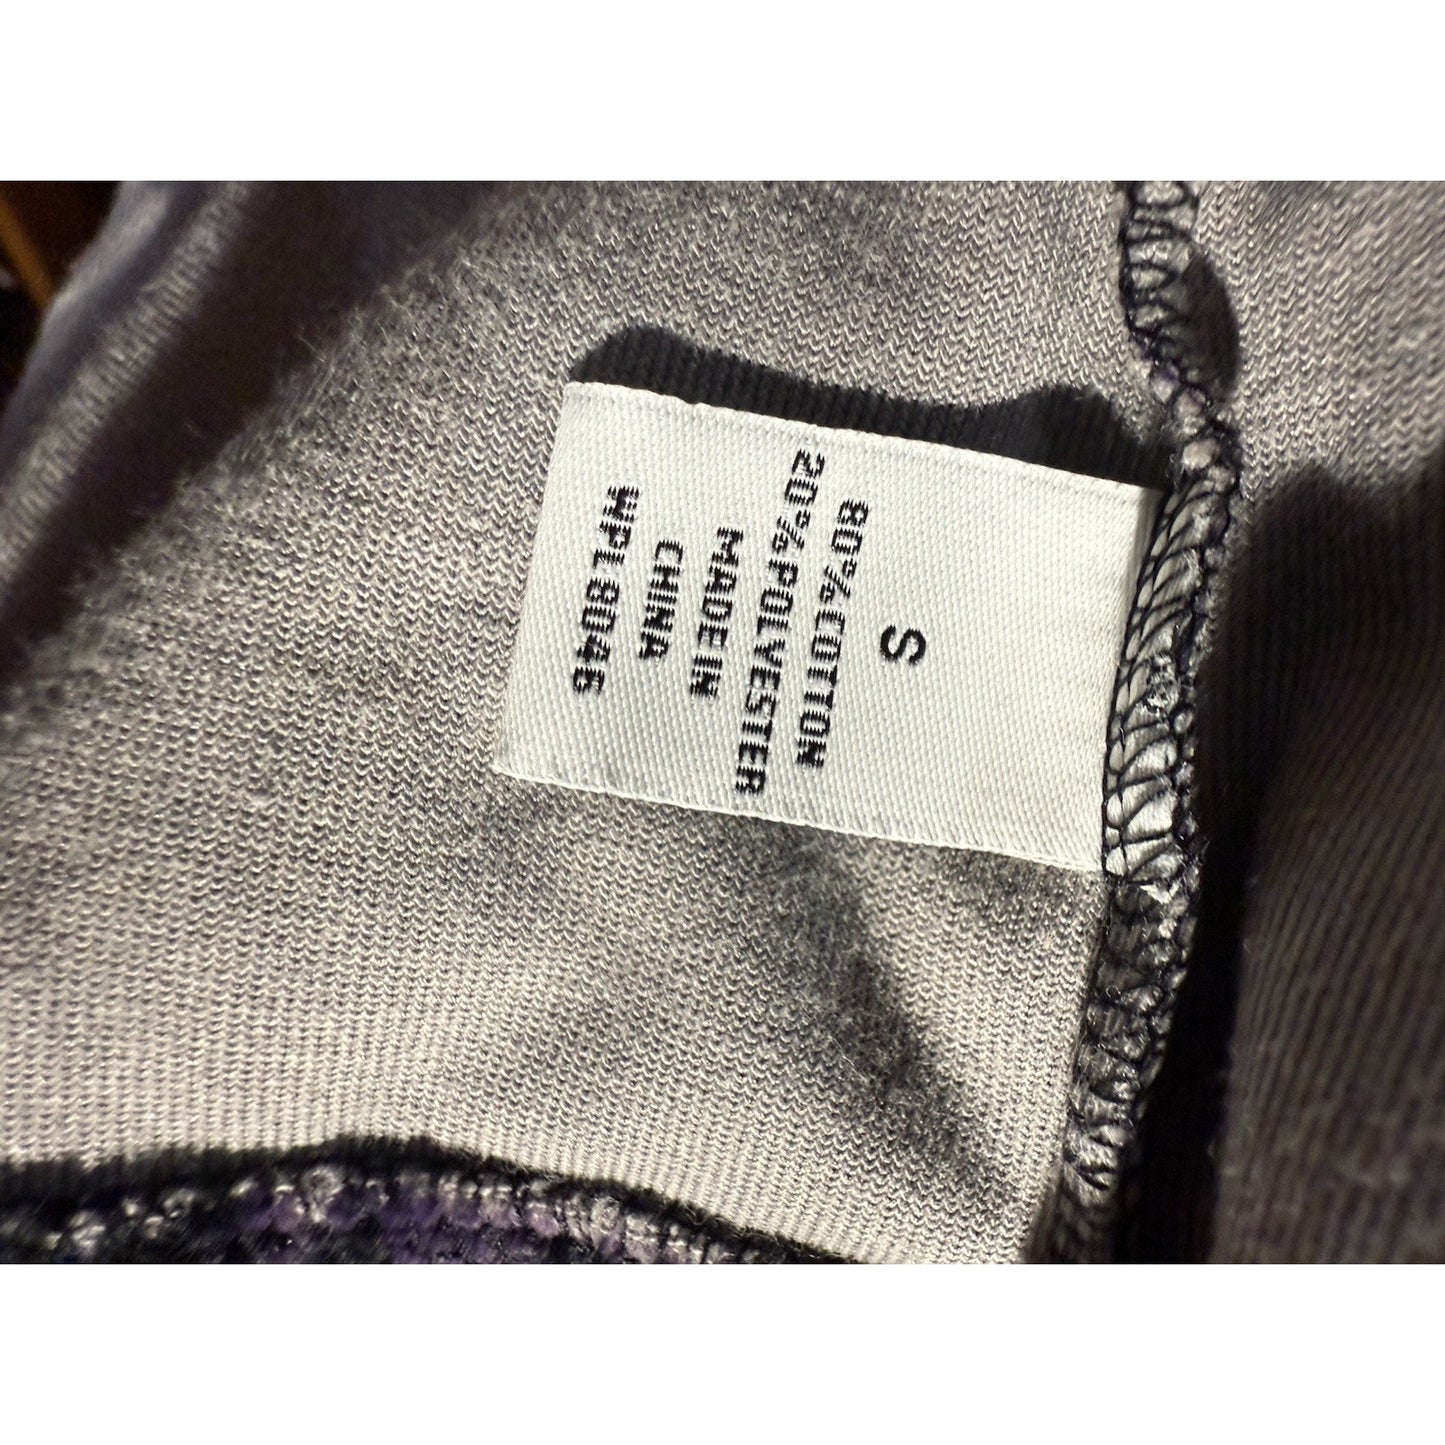 S
80%COTTON
20%POLYESTER
MADE IN
CHINA
WPL 8046